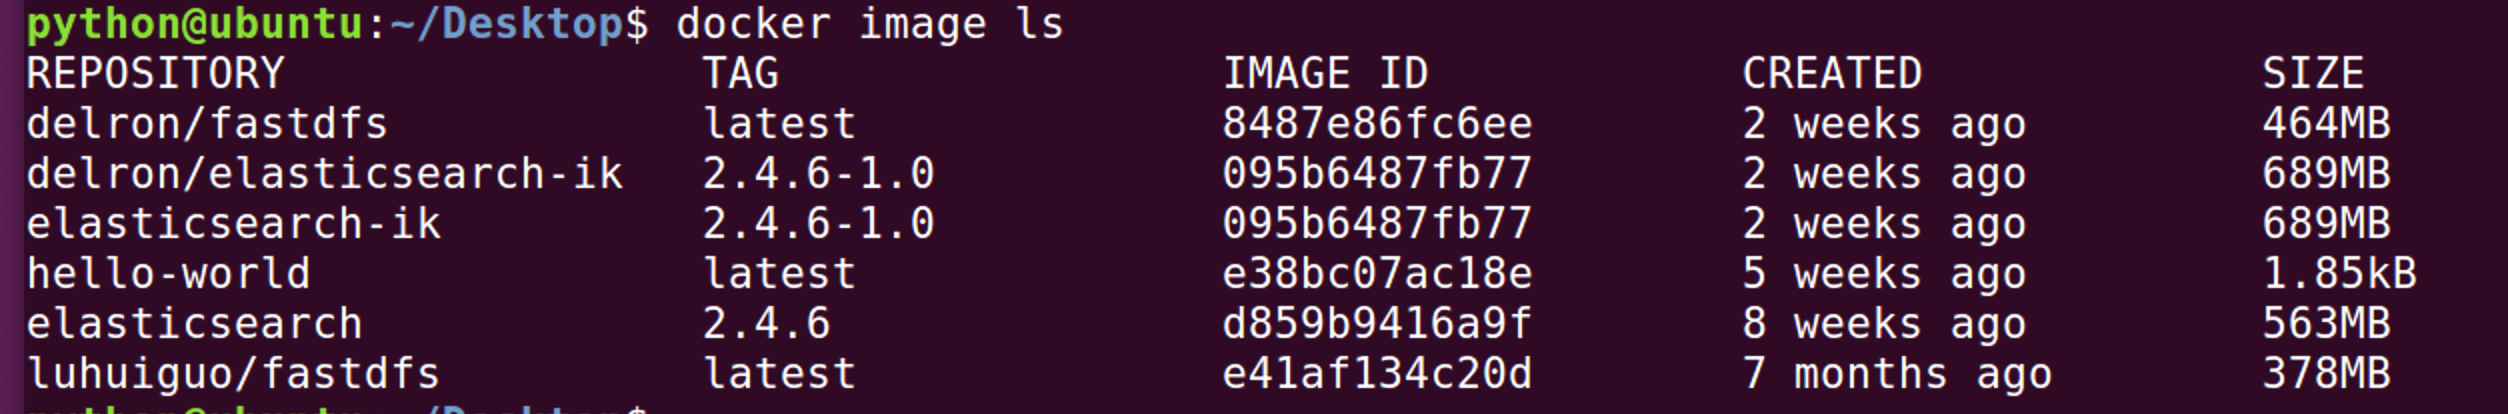 python@ubuntu:~/Desktop$ docker image ls
REPOSITORY TAG IMAGE ID CREATED SIZE
delron/fastdfs latest 8487e86fc6ee 2 weeks ago 464MB
delron/elasticsearch-ik 2.4.6-1.0 095b6487fb77 2 weeks ago 689MB
elasticsearch-ik 2.4.6-1.0 095b6487fb77 2 weeks ago 689MB
hello-world latest e38bc07ac18e 5 weeks ago 1.85kB
elasticsearch 2.4.6 d859b9416a9f 8 weeks ago 563MB
luhuiguo/fastdfs latest e41af134c20d 7 months ago 378MB